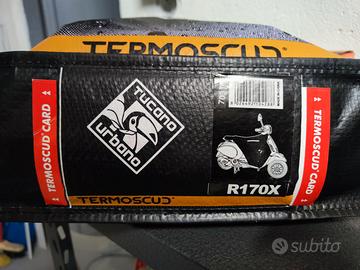 TERMOSCUD®
TERMOSCUD CARD
TUCANO
URBANO
R170X
TERMOSCUD CARD
TERMOSCUD®
subito